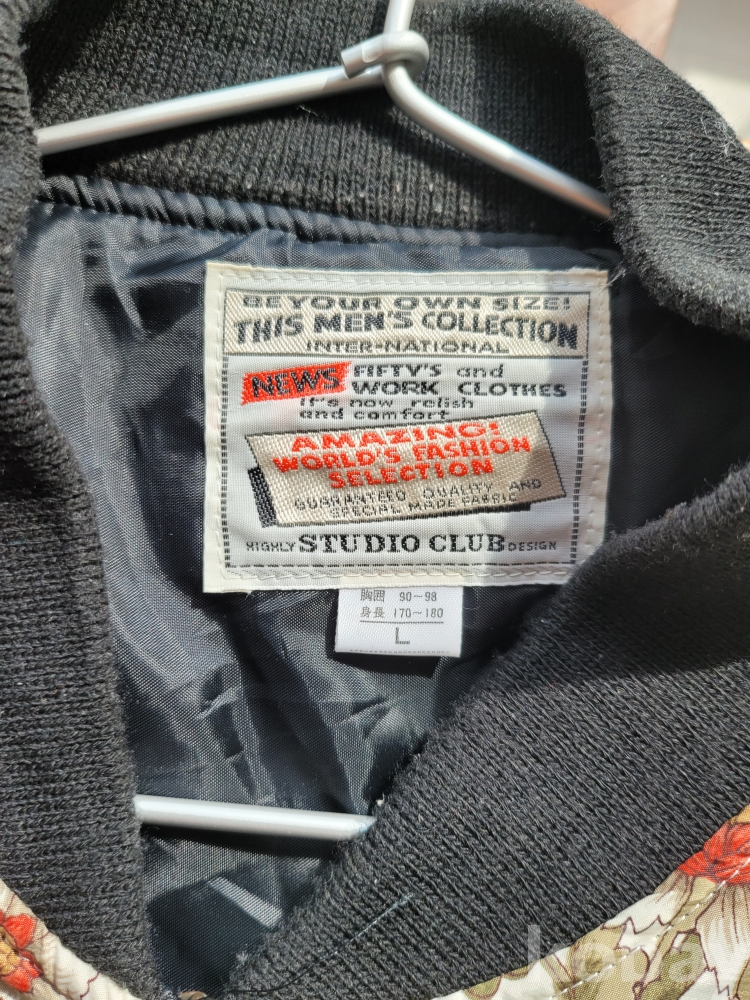 BE YOUR OWN SIZE!
THIS MEN'S COLLECTION
INTER-NATIONAL
NEWS FIFTY'S and
WORK CLOTHES
It's now relish
and comfort
AMAZING!
WORLD'S FASHION
SELECTION
GUARANTEED QUALITY AND
SPECIAL MADE FABRIC
HIGHLY STUDIO CLUB DESIGN
胸囲 90~98
身長 170~180
L